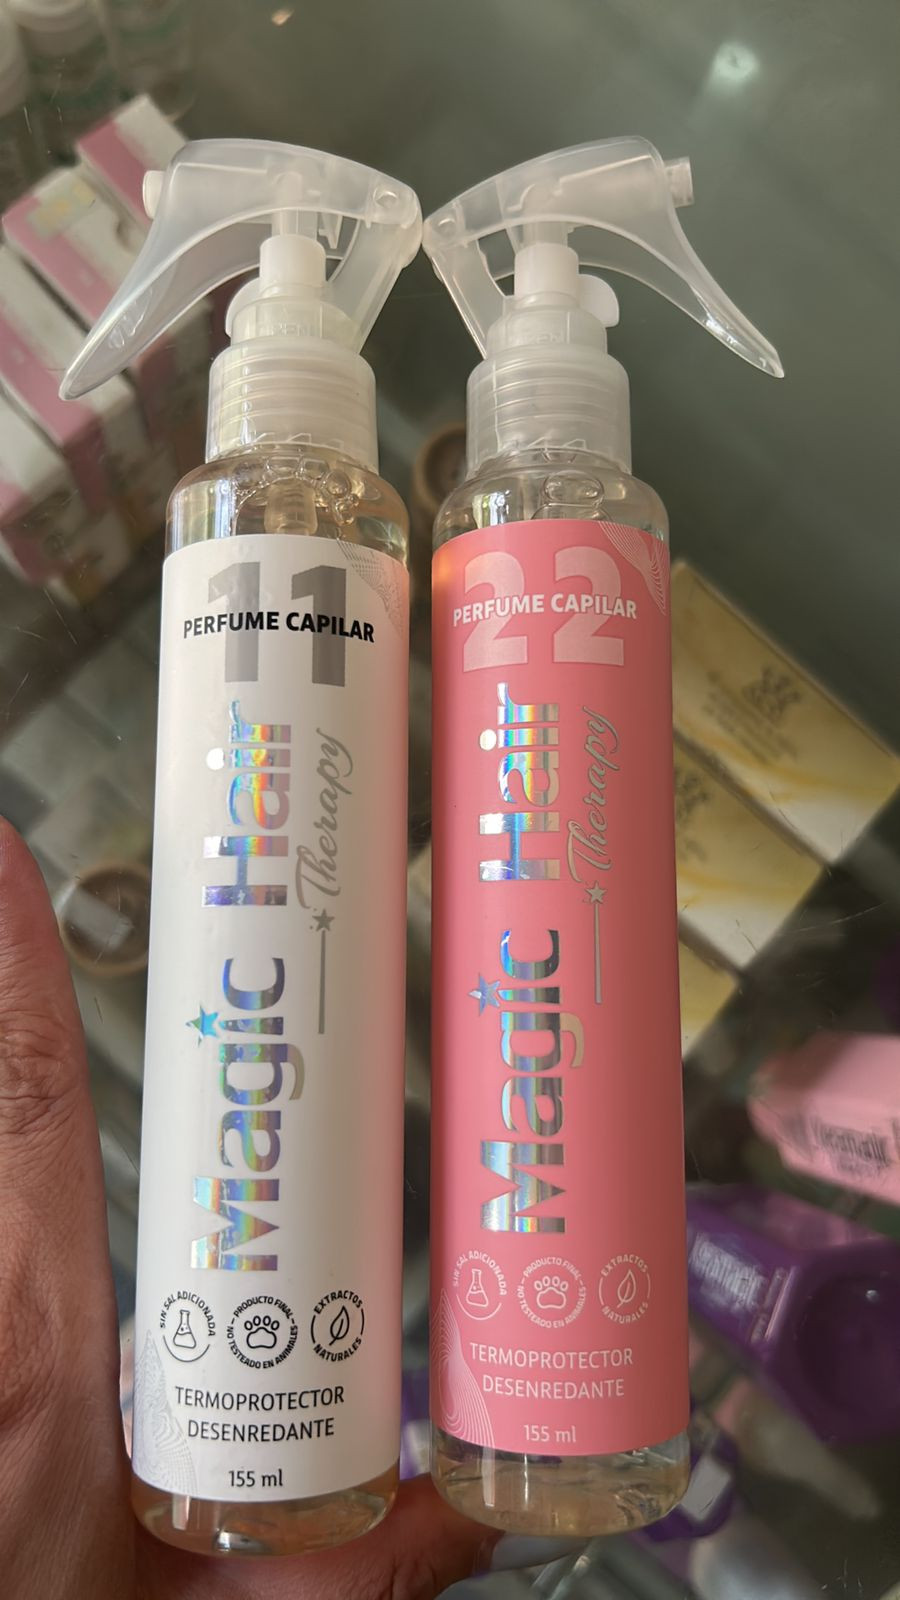 OPEN
11
PERFUME CAPILAR
Magic Hair
Therapy
SIN SAL ADICIONADA
PRODUCTO FINAL
NO TESTEADO EN ANIMALES
EXTRACTOS
NATURALES
TERMOPROTECTOR
DESENREDANTE
155 ml
22
PERFUME CAPILAR
Magic Hair
Therapy
SIN SAL ADICIONADA
PRODUCTO FINAL
NO TESTEADO EN ANIMALES
EXTRACTOS
NATURALES
TERMOPROTECTOR
DESENREDANTE
155 ml